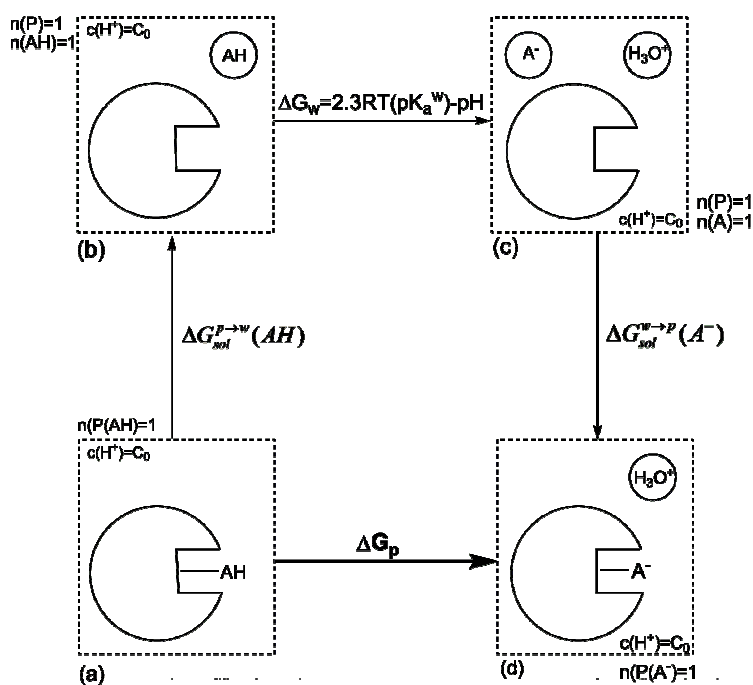 n(P)=1
n(AH)=1
c(H⁺)=C₀
AH
(b)
ΔG_w=2.3RT(pK_a^w)-pH
A⁻
H₃O⁺
c(H⁺)=C₀
n(P)=1
n(A)=1
(c)
ΔG_sol^p→w(AH)
ΔG_sol^w→p(A⁻)
n(P(AH)=1
c(H⁺)=C₀
AH
(a)
ΔG_p
H₃O⁺
A⁻
c(H⁺)=C₀
(d)
n(P(A⁻)=1